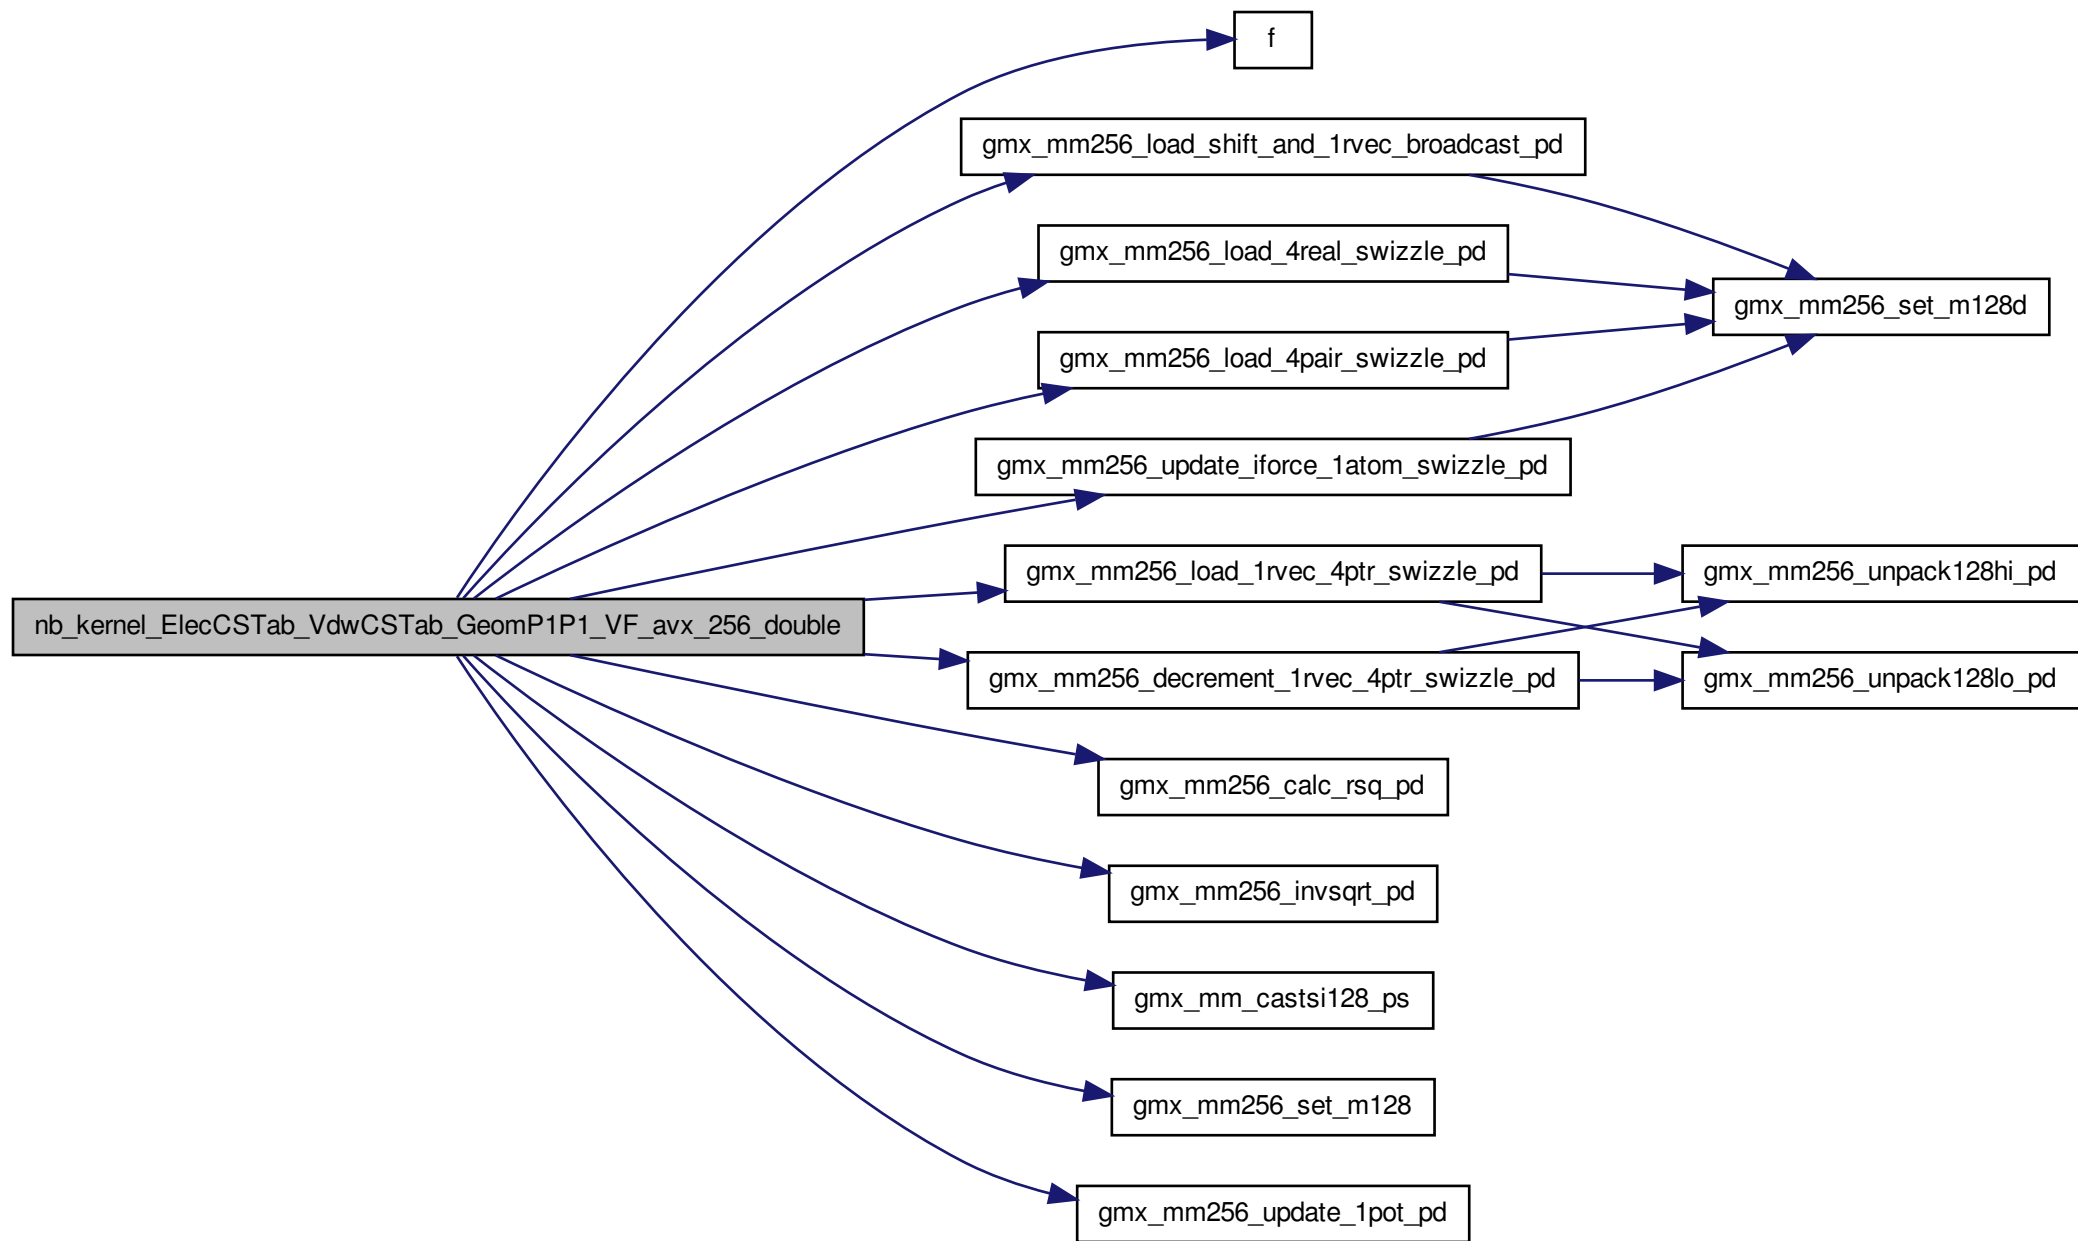 f
gmx_mm256_load_shift_and_1rvec_broadcast_pd
gmx_mm256_load_4real_swizzle_pd
gmx_mm256_set_m128d
gmx_mm256_load_4pair_swizzle_pd
gmx_mm256_update_iforce_1atom_swizzle_pd
gmx_mm256_load_1rvec_4ptr_swizzle_pd
gmx_mm256_unpack128hi_pd
nb_kernel_ElecCSTab_VdwCSTab_GeomP1P1_VF_avx_256_double
gmx_mm256_decrement_1rvec_4ptr_swizzle_pd
gmx_mm256_unpack128lo_pd
gmx_mm256_calc_rsq_pd
gmx_mm256_invsqrt_pd
gmx_mm_castsi128_ps
gmx_mm256_set_m128
gmx_mm256_update_1pot_pd